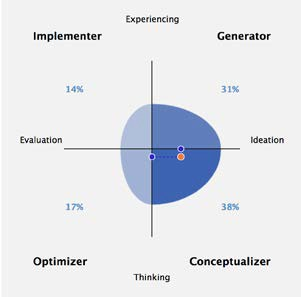 Experiencing
Implementer
Generator
14%
31%
Evaluation
Ideation
17%
38%
Optimizer
Conceptualizer
Thinking